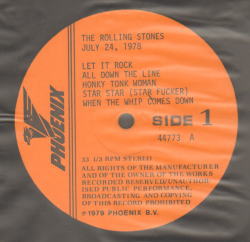 THE ROLLING STONES
JULY 24, 1978
LET IT ROCK
ALL DOWN THE LINE
HONKY TONK WOMAN
STAR STAR (STAR FUCKER)
WHEN THE WHIP COMES DOWN
PHOENIX
SIDE 1
44773 A
33 1/3 RPM STEREO
ALL RIGHTS OF THE MANUFACTURER
AND OF THE OWNER OF THE WORKS
RECORDED RESERVED/UNAUTHOR
ISED PUBLIC PERFORMANCE,
BROADCASTING AND COPYING
OF THIS RECORD PROHIBITED
℗1979 PHOENIX B.V.